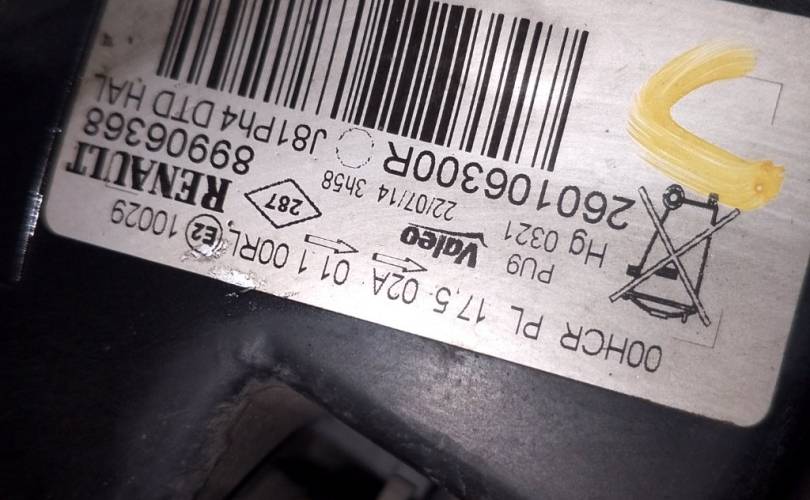 00HCR PL 17,5 02A 01 1 00RL E2 10029
PU9 Valeo 287 RENAULT
Hg 0321 22/07/14 3h58 89906368
260106300R J81Ph4 DTD HAL